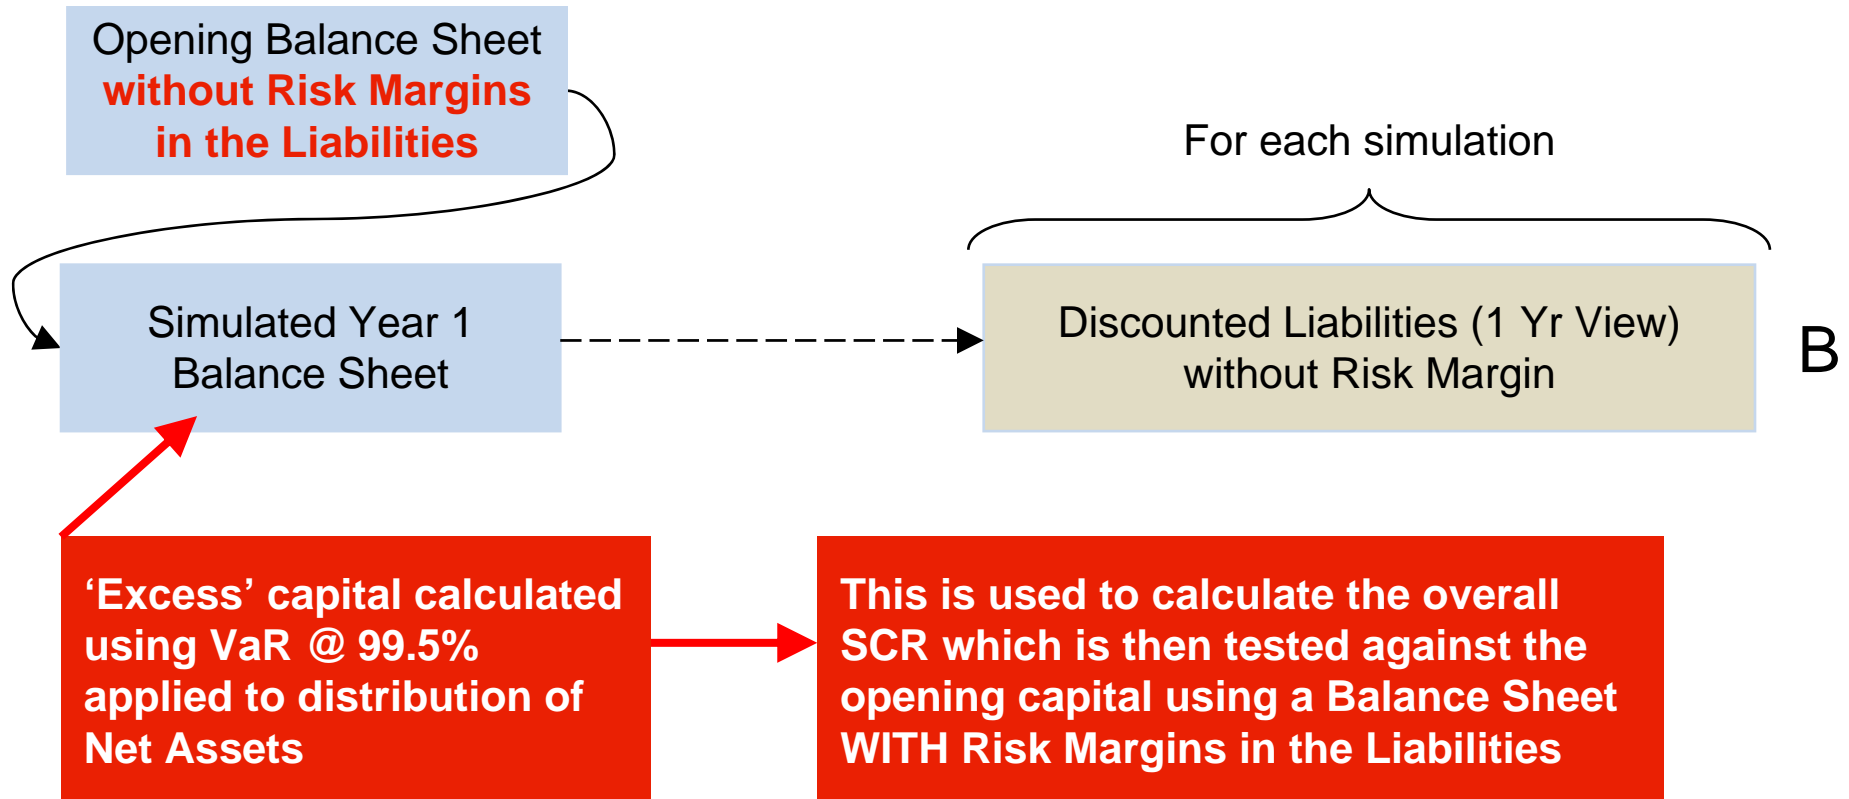 Opening Balance Sheet
without Risk Margins
in the Liabilities
For each simulation
Simulated Year 1
Balance Sheet
Discounted Liabilities (1 Yr View)
without Risk Margin
B
‘Excess’ capital calculated
using VaR @ 99.5%
applied to distribution of
Net Assets
This is used to calculate the overall
SCR which is then tested against the
opening capital using a Balance Sheet
WITH Risk Margins in the Liabilities